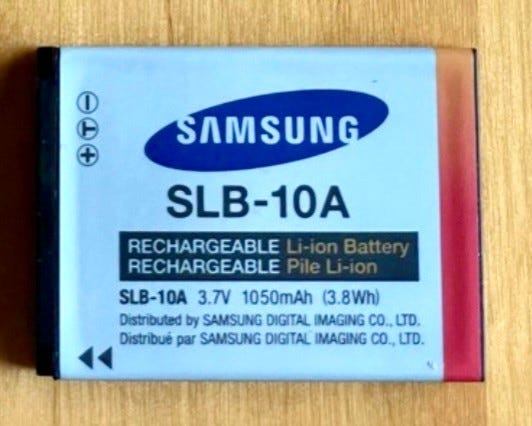 SAMSUNG
SLB-10A
RECHARGEABLE Li-ion Battery
RECHARGEABLE Pile Li-ion
SLB-10A 3.7V 1050mAh (3.8Wh)
Distributed by SAMSUNG DIGITAL IMAGING CO., LTD.
Distribué par SAMSUNG DIGITAL IMAGING CO., LTD.